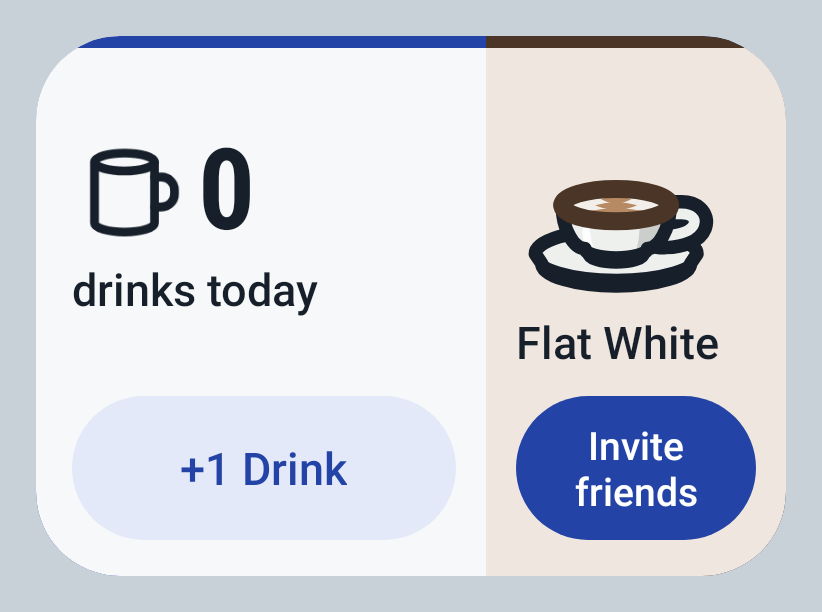 0
drinks today
+1 Drink
Flat White
Invite
friends